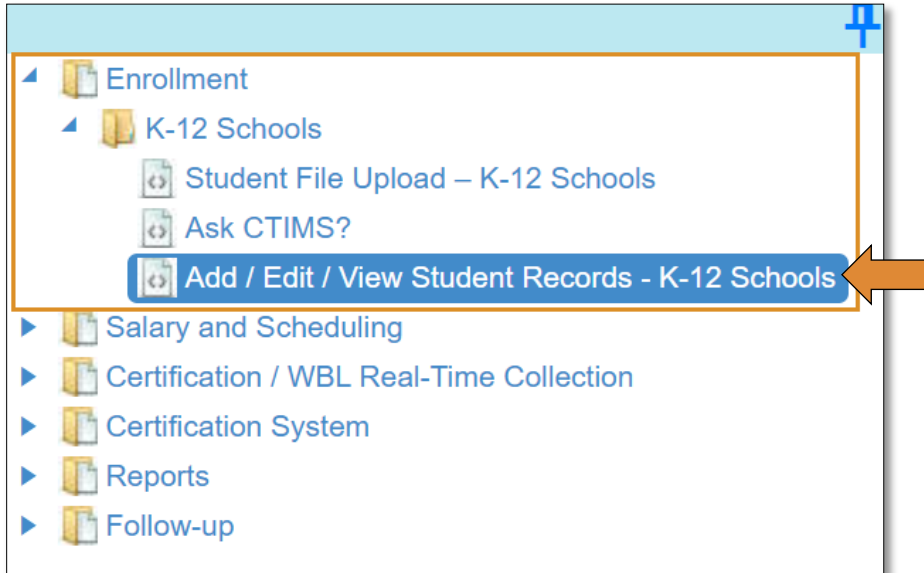 Enrollment
K-12 Schools
Student File Upload – K-12 Schools
Ask CTIMS?
Add / Edit / View Student Records - K-12 Schools
Salary and Scheduling
Certification / WBL Real-Time Collection
Certification System
Reports
Follow-up